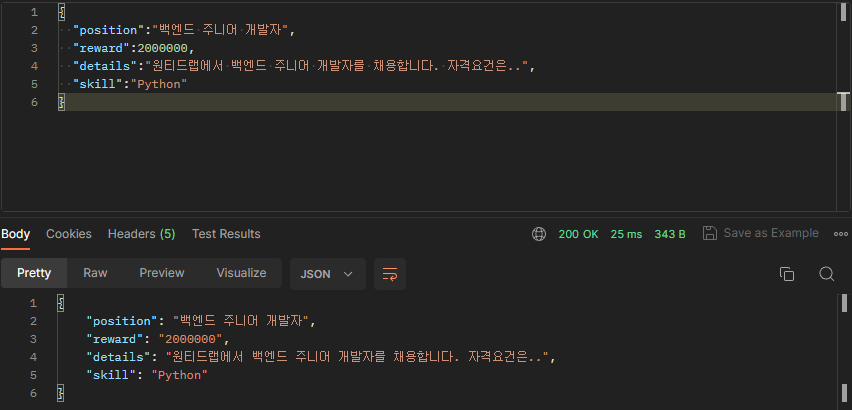 1 {
2 "position":"백엔드 주니어 개발자",
3 "reward":2000000,
4 "details":"원티드랩에서 백엔드 주니어 개발자를 채용합니다. 자격요건은..",
5 "skill":"Python"
6 }
Body Cookies Headers (5) Test Results 200 OK 25 ms 343 B Save as Example
Pretty Raw Preview Visualize JSON
1 {
2 "position": "백엔드 주니어 개발자",
3 "reward": "2000000",
4 "details": "원티드랩에서 백엔드 주니어 개발자를 채용합니다. 자격요건은..",
5 "skill": "Python"
6 }